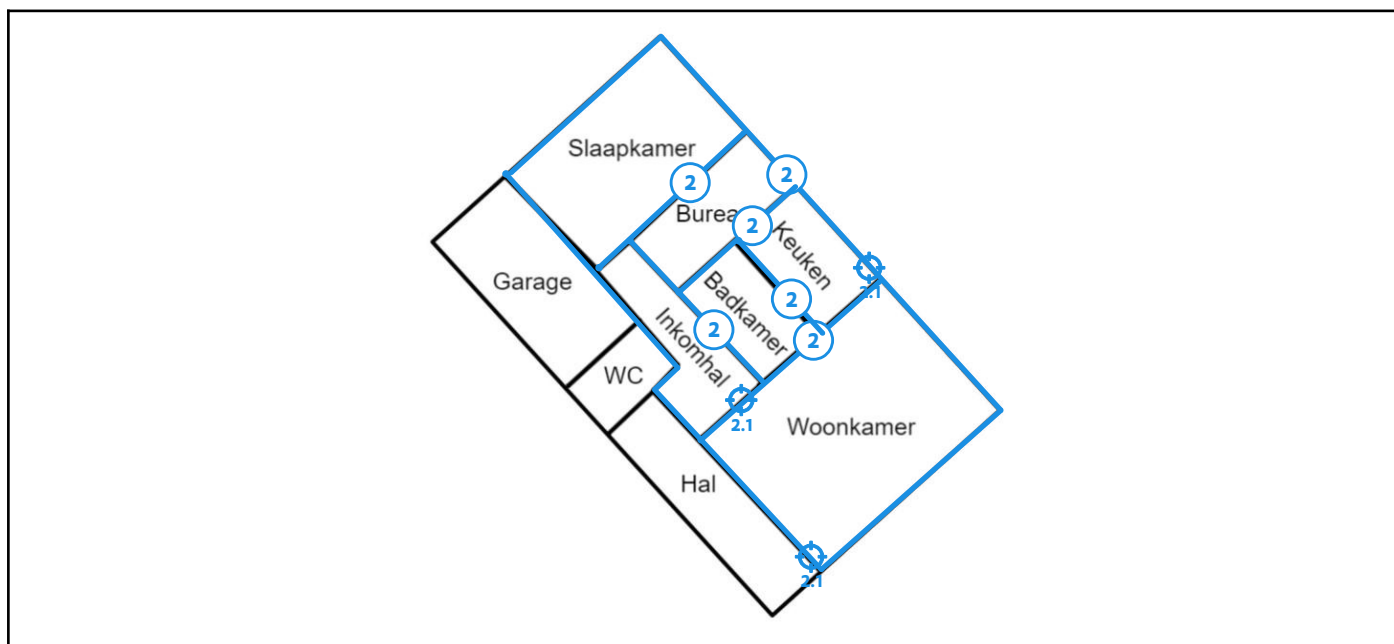 Slaapkamer
2
2
Burea
2
Keuken
Garage
2.1
Badkamer
2
Inkomhal
2
2
WC
2.1
Woonkamer
Hal
2.1